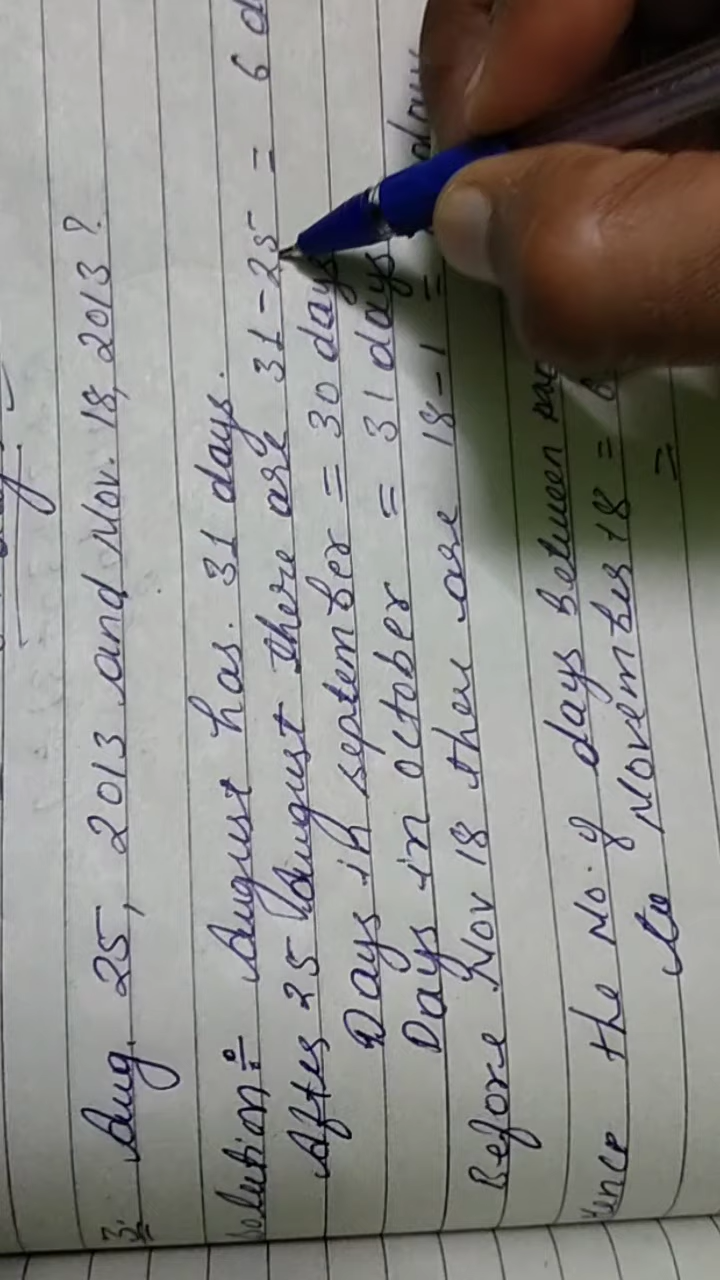 3. Aug. 25, 2013 and Nov. 18, 2013?
Solution÷ August has. 31 days.
After 25 August there are 31-25 = 6 d
Days in september = 30 days
Days in october = 31 days
Before Nov 18 there are 18-1 = day
Hence the No. of days Between
to November 18 = 6
=